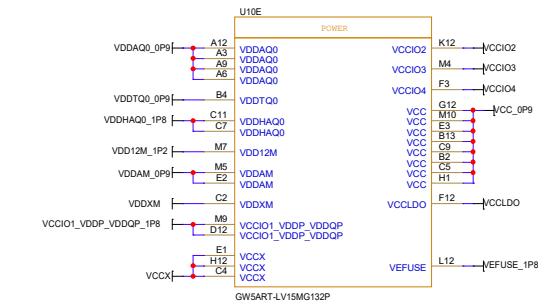 U10E
POWER
VDDAQ0_0P9 A12 VDDAQ0 VCCIO2 K12 VCCIO2
A3 VDDAQ0
A9 VDDAQ0 VCCIO3 M4 VCCIO3
A6 VDDAQ0
VCCIO4 F3 VCCIO4
VDDTQ0_0P9 B4 VDDTQ0
VCC G12 VCC_0P9
VDDHAQ0_1P8 C11 VDDHAQ0 VCC M10
C7 VDDHAQ0 VCC E3
VCC B13
VDD12M_1P2 M7 VDD12M VCC C9
VCC B2
VDDAM_0P9 M5 VDDAM VCC C5
E2 VDDAM VCC H1
VDDXM C2 VDDXM VCCLDO F12 VCCLDO
VCCIO1_VDDP_VDDQP_1P8 M9 VCCIO1_VDDP_VDDQP
D12 VCCIO1_VDDP_VDDQP
E1 VCCX
H12 VCCX VEFUSE L12 VEFUSE_1P8
VCCX C4 VCCX
GW5ART-LV15MG132P